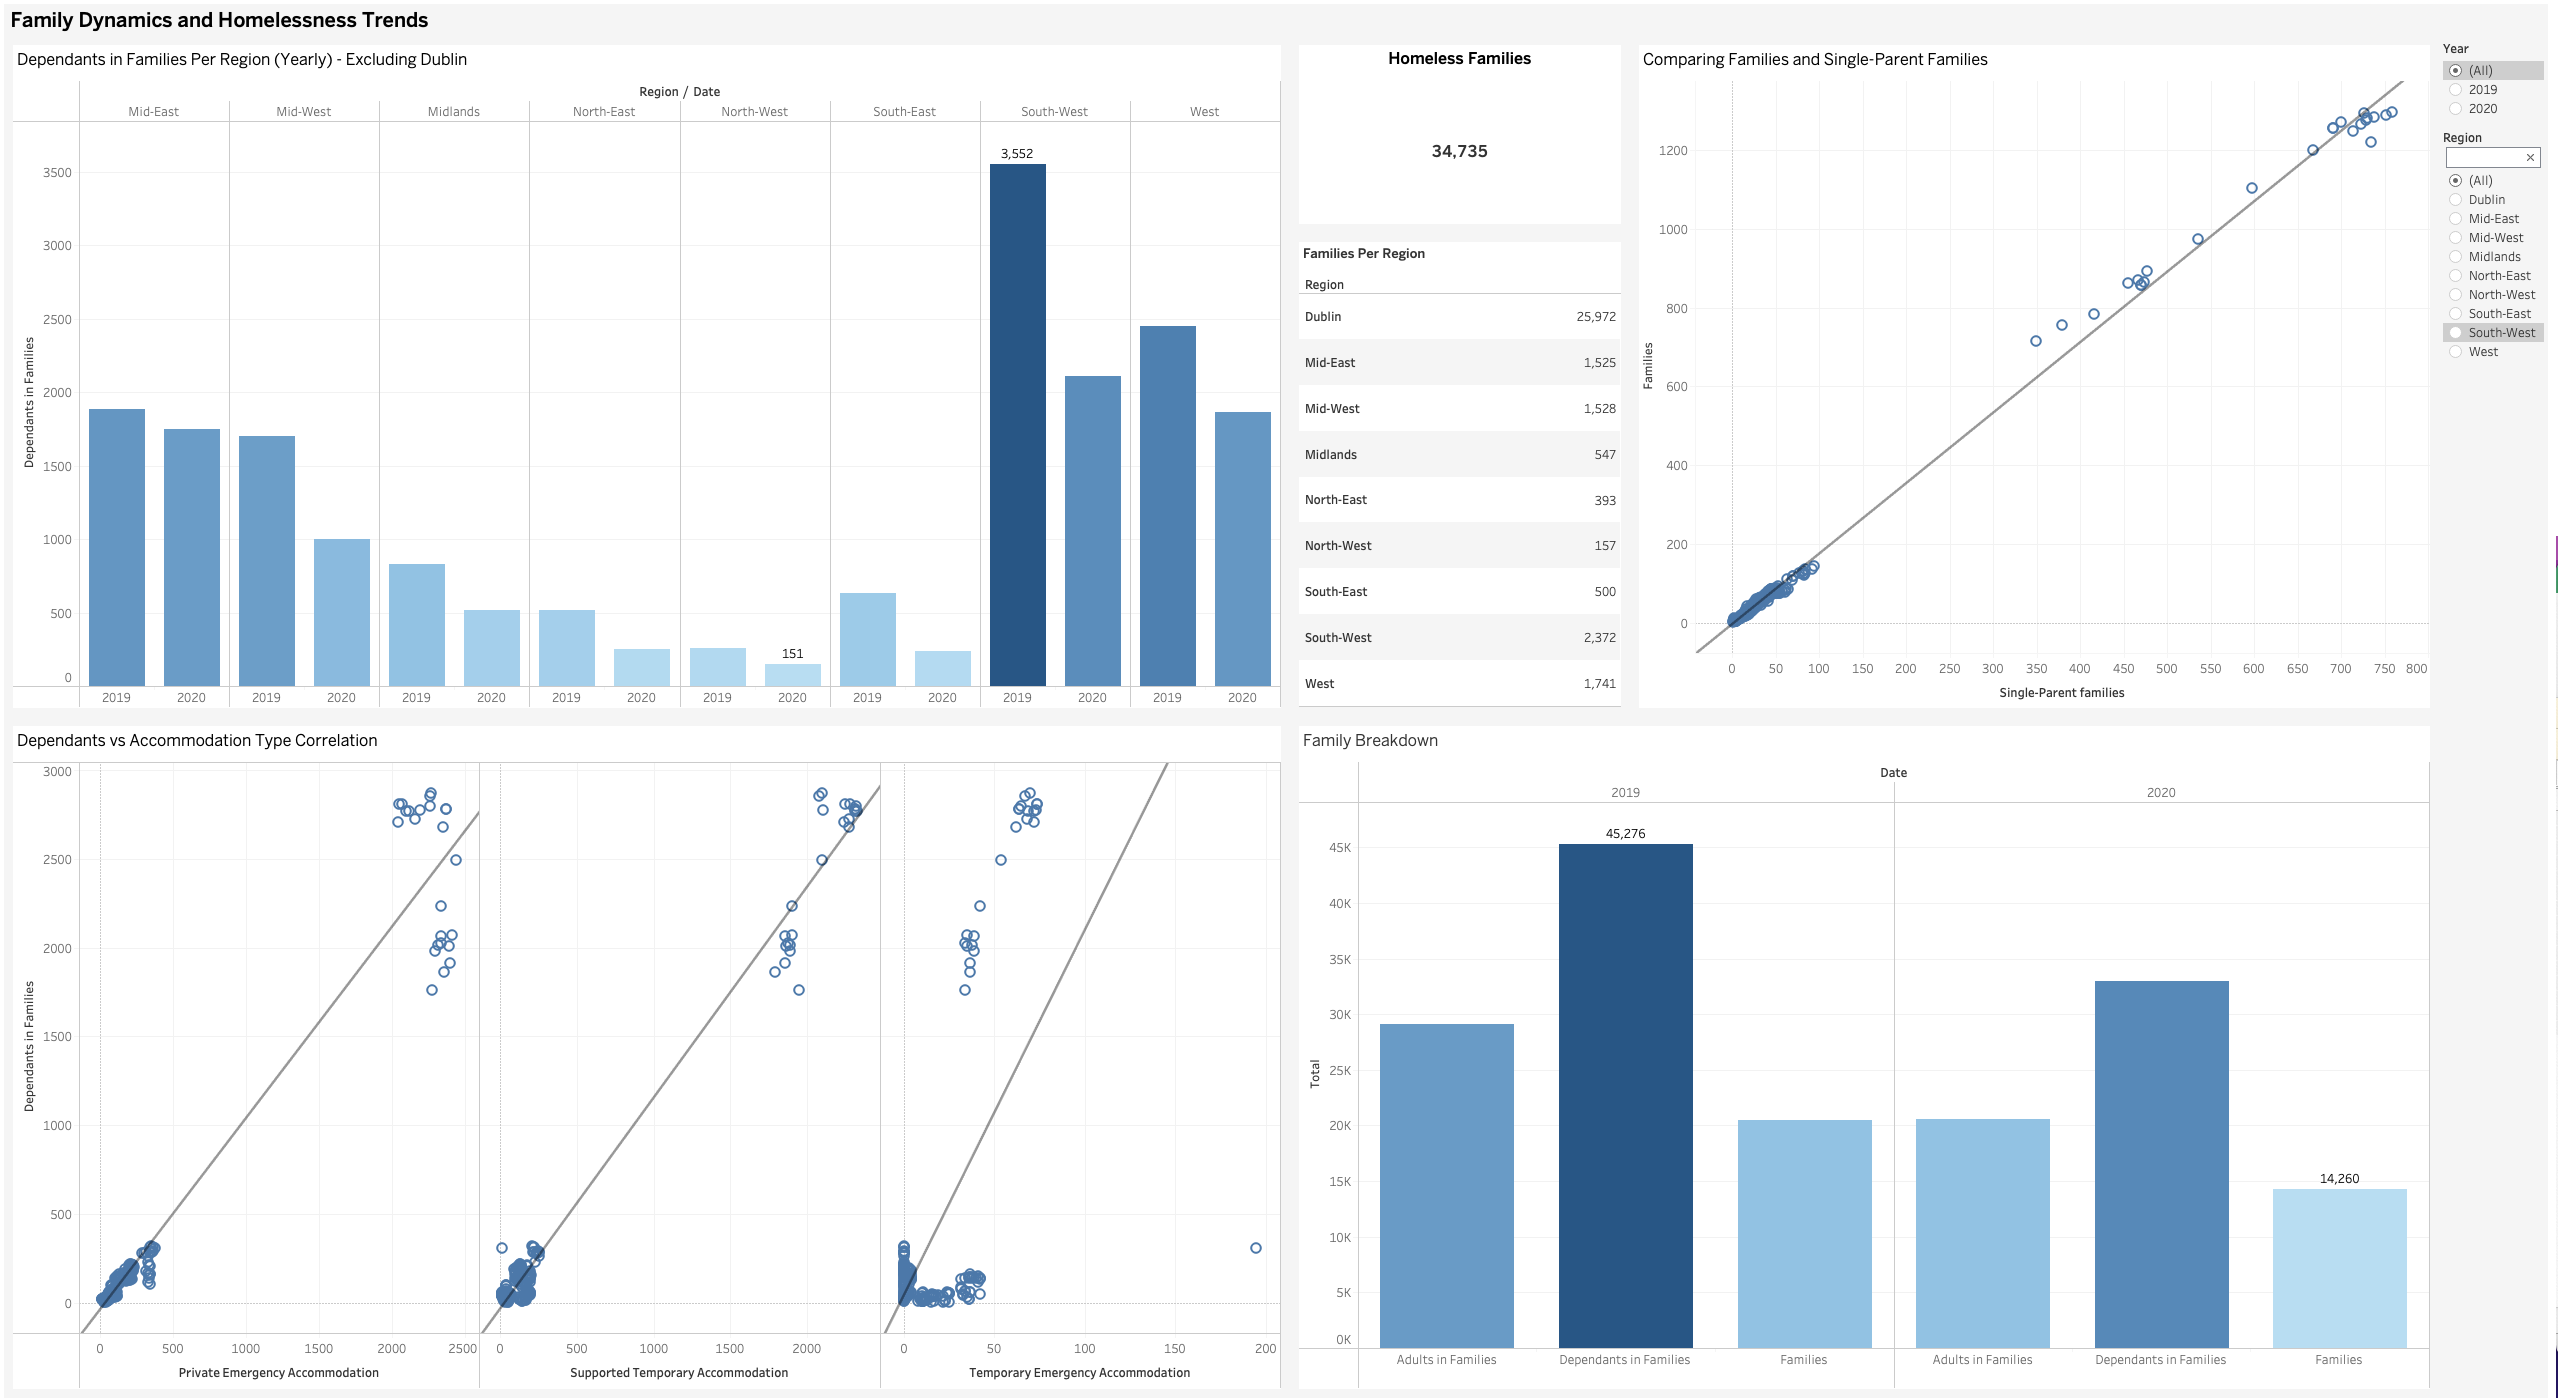 Family Dynamics and Homelessness Trends
Dependants in Families Per Region (Yearly) - Excluding Dublin
Region / Date
Mid-East Mid-West Midlands North-East North-West South-East South-West West
Dependants in Families
3500
3000
2500
2000
1500
1000
500
0
3,552
151
2019 2020 2019 2020 2019 2020 2019 2020 2019 2020 2019 2020 2019 2020 2019 2020
Homeless Families
34,735
Families Per Region
Region
Dublin 25,972
Mid-East 1,525
Mid-West 1,528
Midlands 547
North-East 393
North-West 157
South-East 500
South-West 2,372
West 1,741
Comparing Families and Single-Parent Families
Families
1200
1000
800
600
400
200
0
0 50 100 150 200 250 300 350 400 450 500 550 600 650 700 750 800
Single-Parent families
Year
(All)
2019
2020
Region
(All)
Dublin
Mid-East
Mid-West
Midlands
North-East
North-West
South-East
South-West
West
Dependants vs Accommodation Type Correlation
Dependants in Families
3000
2500
2000
1500
1000
500
0
0 500 1000 1500 2000 2500 0 500 1000 1500 2000 0 50 100 150 200
Private Emergency Accommodation Supported Temporary Accommodation Temporary Emergency Accommodation
Family Breakdown
Date
2019 2020
Total
45K
40K
35K
30K
25K
20K
15K
10K
5K
0K
45,276
14,260
Adults in Families Dependants in Families Families Adults in Families Dependants in Families Families